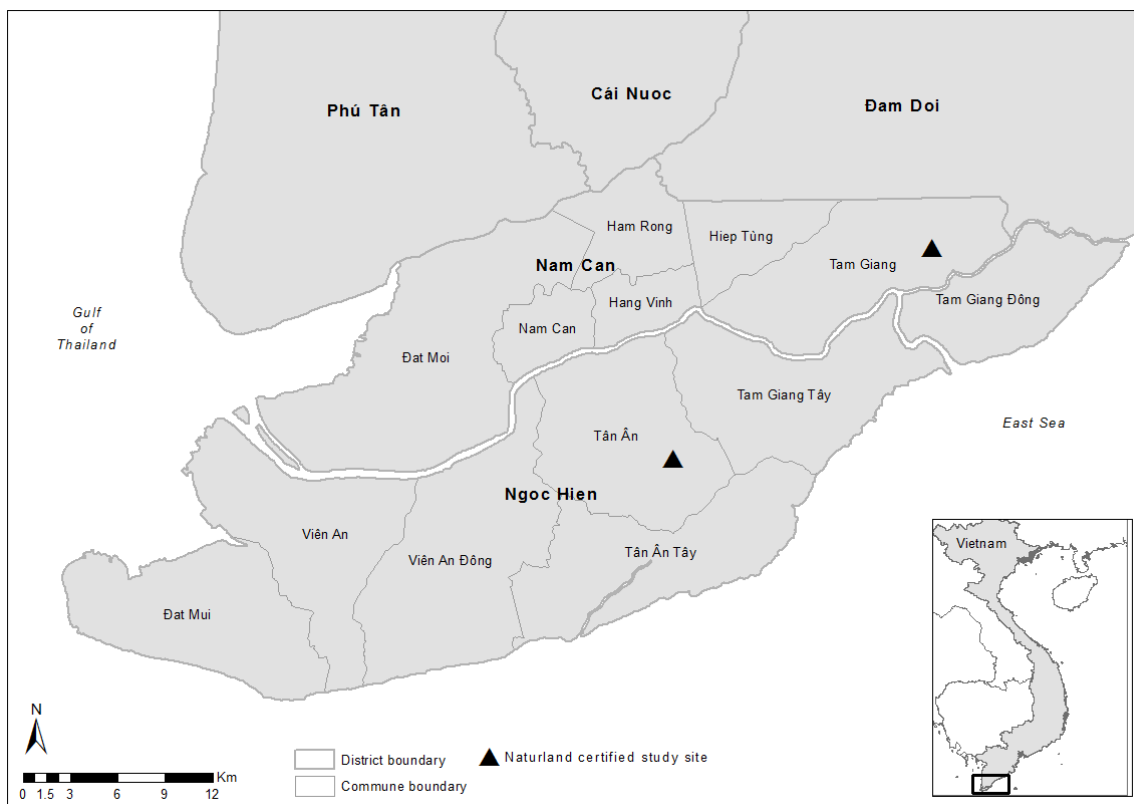 Phú Tân
Cái Nuoc
Đam Doi
Ham Rong
Hiep Tùng
Nam Can
Tam Giang
Hang Vinh
Tam Giang Đông
Nam Can
Gulf
of
Thailand
Đat Moi
Tam Giang Tây
East Sea
Tân Ân
Ngoc Hien
Viên An
Viên An Đông
Tân Ân Tây
Đat Mui
Vietnam
N
Km
0 1.5 3 6 9 12
District boundary
Commune boundary
Naturland certified study site